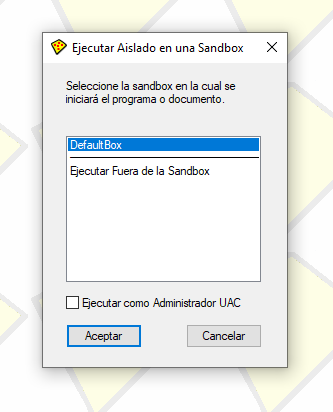 Ejecutar Aislado en una Sandbox
Seleccione la sandbox en la cual se
iniciará el programa o documento.
DefaultBox
Ejecutar Fuera de la Sandbox
Ejecutar como Administrador UAC
Aceptar
Cancelar